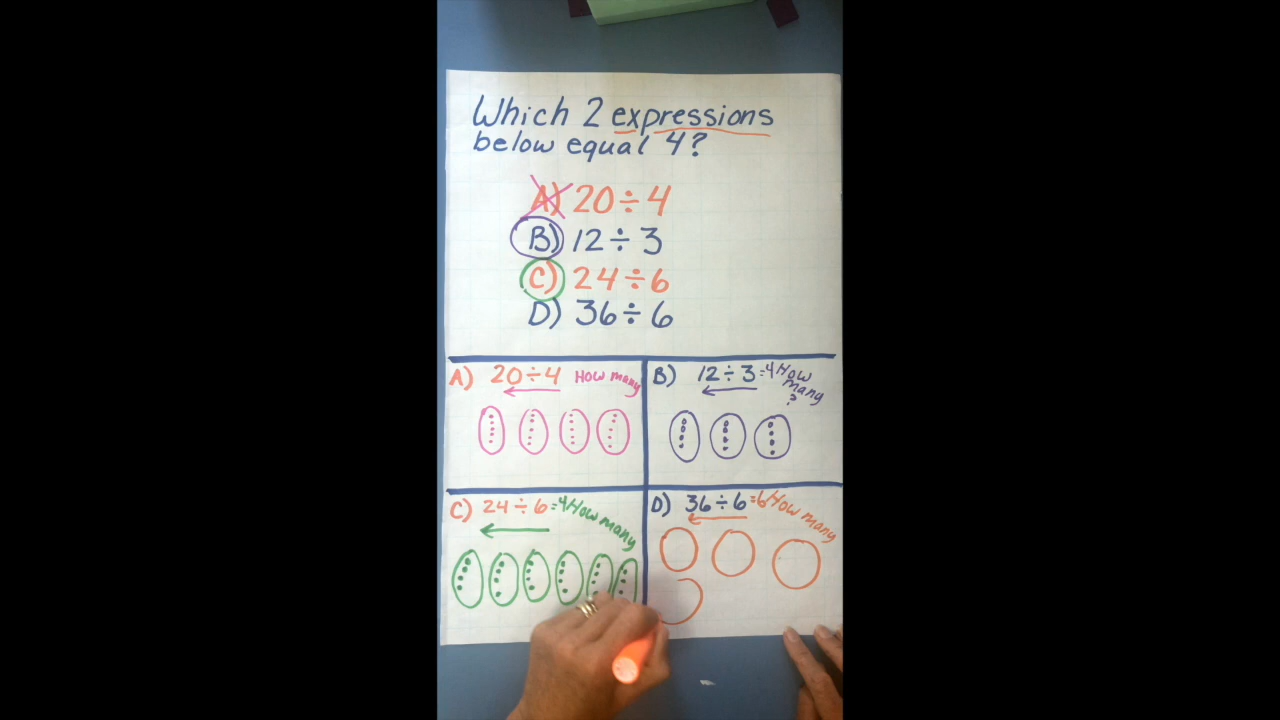 Which 2 expressions
below equal 4?
A) 20÷4
B) 12÷3
C) 24÷6
D) 36÷6
A) 20÷4 How many
B) 12÷3=4 How
many
?
C) 24÷6=4 How many
D) 36÷6=6 How many